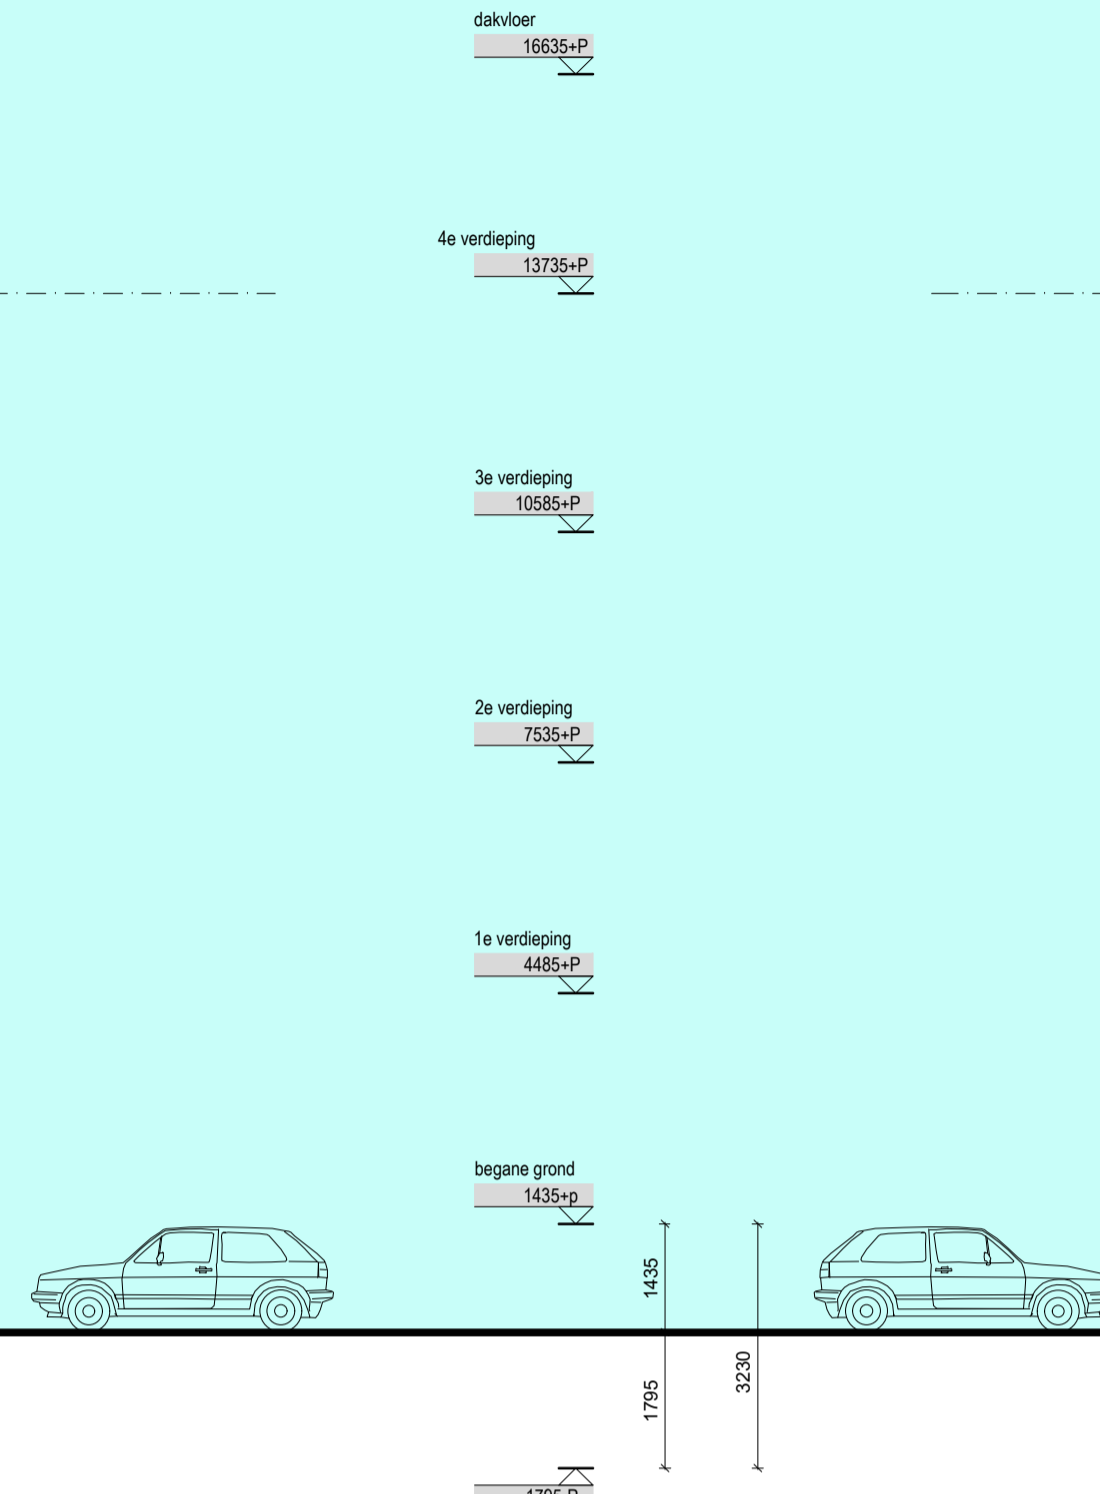 dakvloer
16635+P
4e verdieping
13735+P
3e verdieping
10585+P
2e verdieping
7535+P
1e verdieping
4485+P
begane grond
1435+p
1435
1795
3230